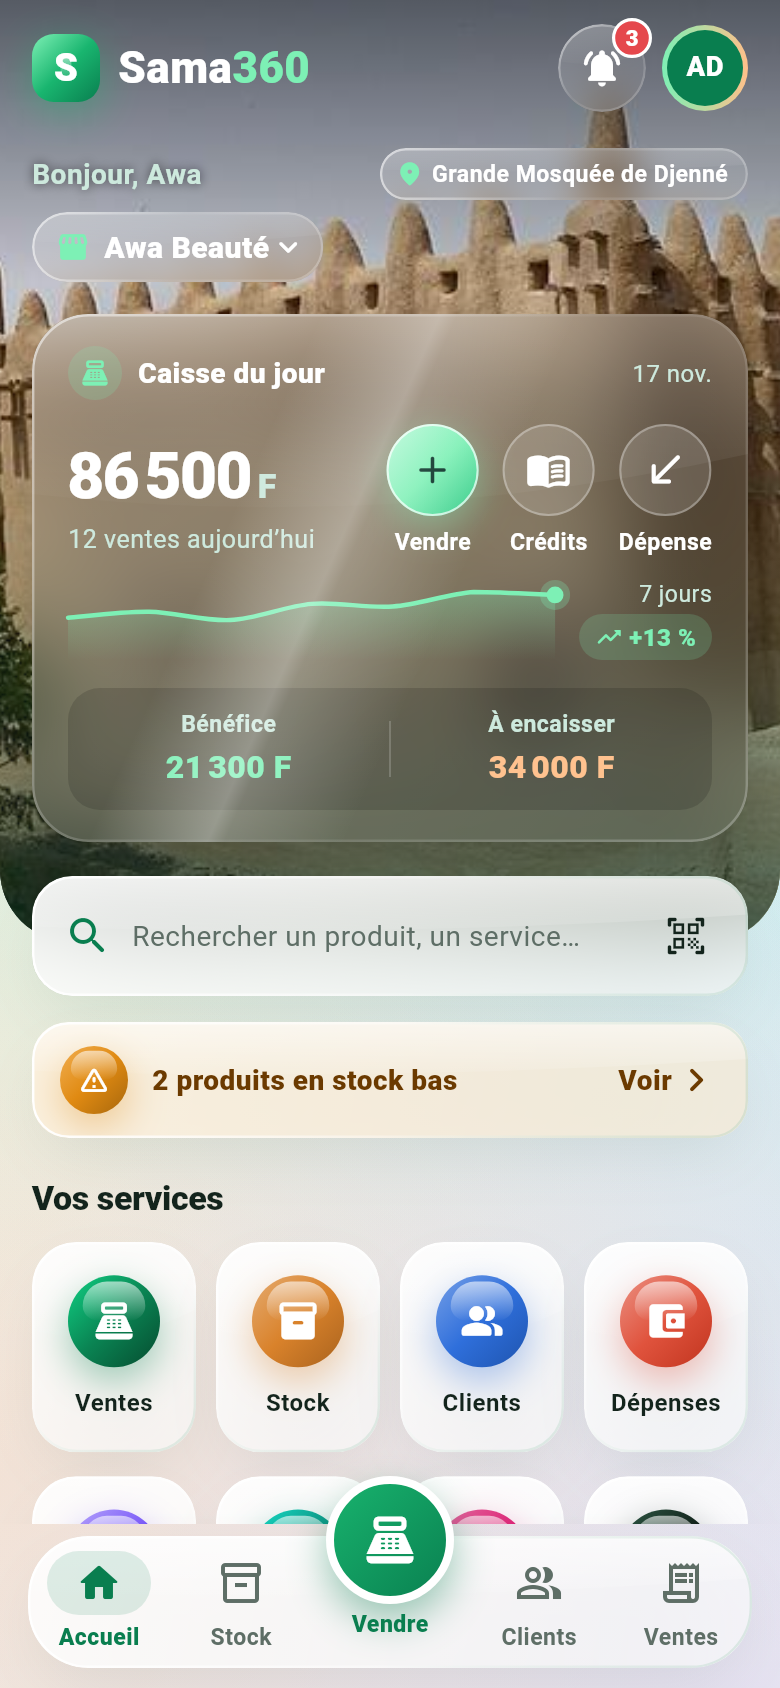 S
Sama360
3
AD
Bonjour, Awa
Grande Mosquée de Djenné
Awa Beauté
Caisse du jour
17 nov.
86 500 F
12 ventes aujourd’hui
Vendre
Crédits
Dépense
7 jours
+13 %
Bénéfice
21 300 F
À encaisser
34 000 F
Rechercher un produit, un service…
2 produits en stock bas
Voir
Vos services
Ventes
Stock
Clients
Dépenses
Accueil
Stock
Vendre
Clients
Ventes